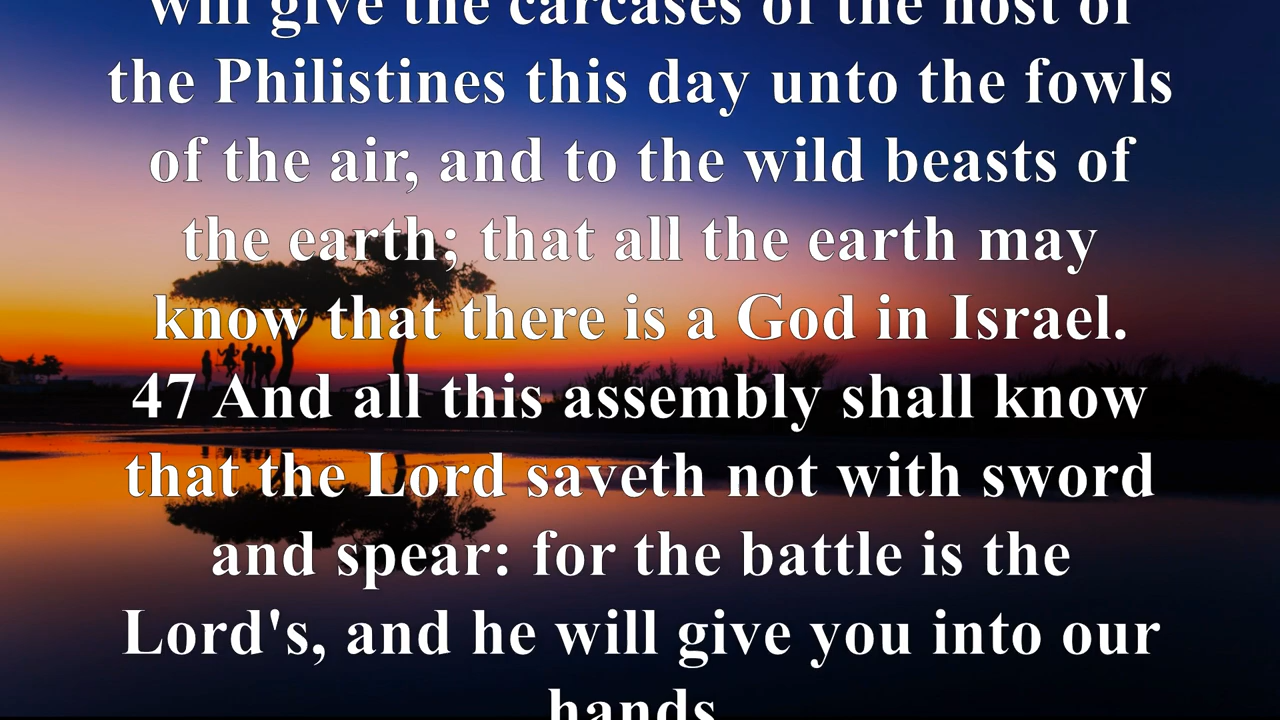 will give the carcases of the host of
the Philistines this day unto the fowls
of the air, and to the wild beasts of
the earth; that all the earth may
know that there is a God in Israel.
47 And all this assembly shall know
that the Lord saveth not with sword
and spear: for the battle is the
Lord's, and he will give you into our
hands